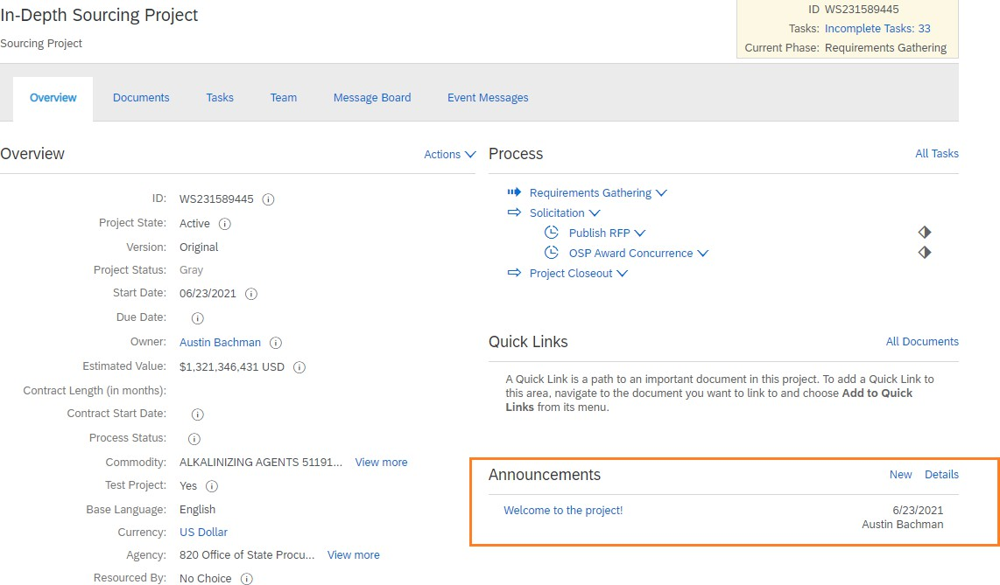 In-Depth Sourcing Project
Sourcing Project
ID WS231589445
Tasks: Incomplete Tasks: 33
Current Phase: Requirements Gathering
Overview Documents Tasks Team Message Board Event Messages
Overview Actions
ID: WS231589445
Project State: Active
Version: Original
Project Status: Gray
Start Date: 06/23/2021
Due Date:
Owner: Austin Bachman
Estimated Value: $1,321,346,431 USD
Contract Length (in months):
Contract Start Date:
Process Status:
Commodity: ALKALINIZING AGENTS 51191... View more
Test Project: Yes
Base Language: English
Currency: US Dollar
Agency: 820 Office of State Procu... View more
Resourced By: No Choice
Process All Tasks
Requirements Gathering
Solicitation
Publish RFP
OSP Award Concurrence
Project Closeout
Quick Links All Documents
A Quick Link is a path to an important document in this project. To add a Quick Link to
this area, navigate to the document you want to link to and choose Add to Quick
Links from its menu.
Announcements New Details
Welcome to the project! 6/23/2021
Austin Bachman